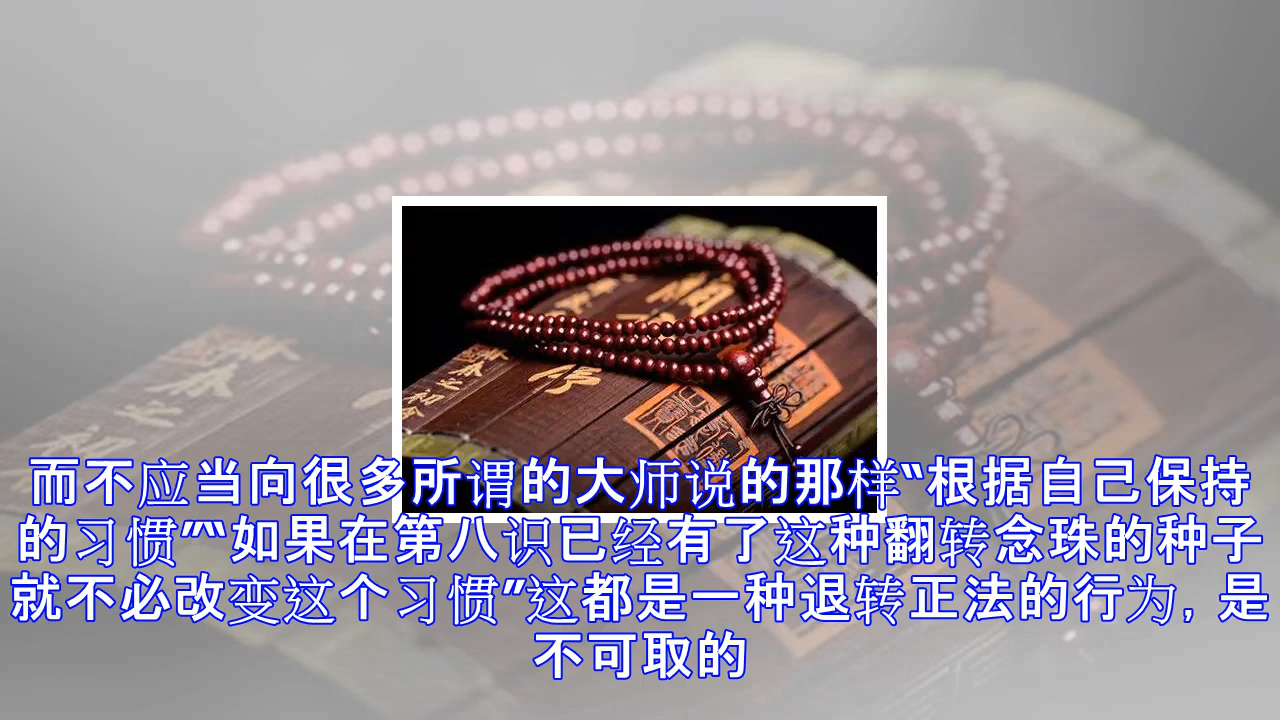 而不应当向很多所谓的大师说的那样“根据自己保持
的习惯”“如果在第八识已经有了这种翻转念珠的种子
就不必改变这个习惯”这都是一种退转正法的行为, 是
不可取的